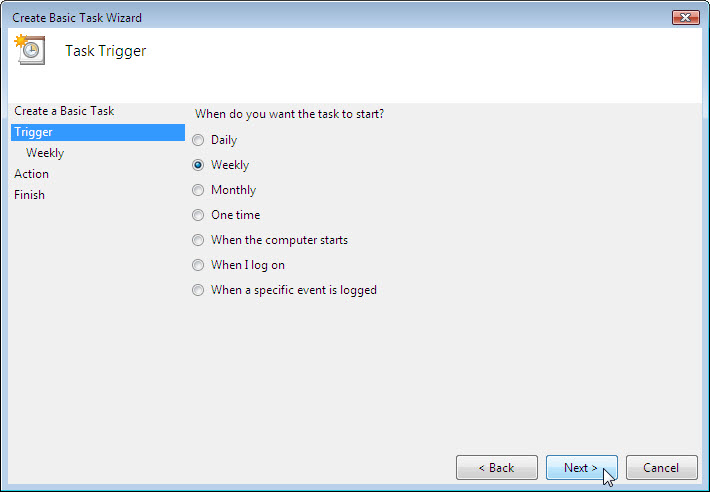 Create Basic Task Wizard
Task Trigger
Create a Basic Task
Trigger
Weekly
Action
Finish
When do you want the task to start?
Daily
Weekly
Monthly
One time
When the computer starts
When I log on
When a specific event is logged
< Back
Next >
Cancel